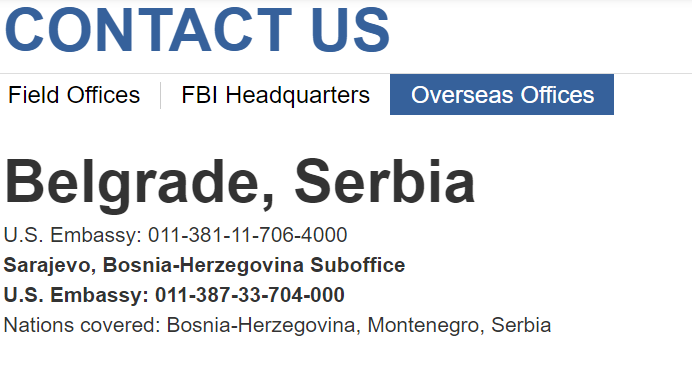 CONTACT US
Field Offices FBI Headquarters Overseas Offices
Belgrade, Serbia
U.S. Embassy: 011-381-11-706-4000
Sarajevo, Bosnia-Herzegovina Suboffice
U.S. Embassy: 011-387-33-704-000
Nations covered: Bosnia-Herzegovina, Montenegro, Serbia